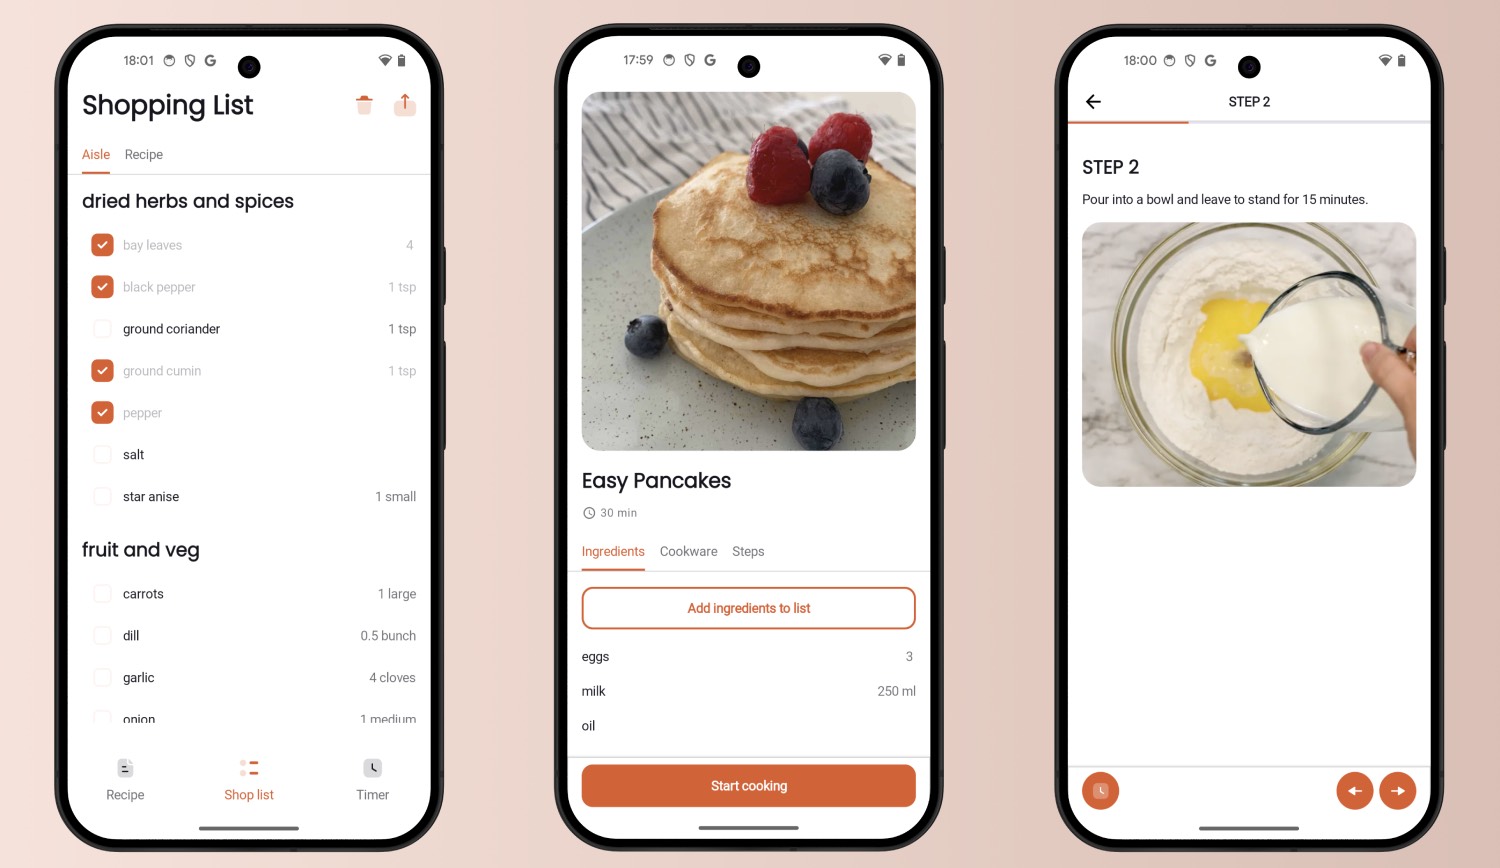 18:01
Shopping List
Aisle Recipe
dried herbs and spices
bay leaves 4
black pepper 1 tsp
ground coriander 1 tsp
ground cumin 1 tsp
pepper
salt
star anise 1 small
fruit and veg
carrots 1 large
dill 0.5 bunch
garlic 4 cloves
onion 1 medium
Recipe Shop list Timer
17:59
Easy Pancakes
30 min
Ingredients Cookware Steps
Add ingredients to list
eggs 3
milk 250 ml
oil
Start cooking
18:00
STEP 2
STEP 2
Pour into a bowl and leave to stand for 15 minutes.